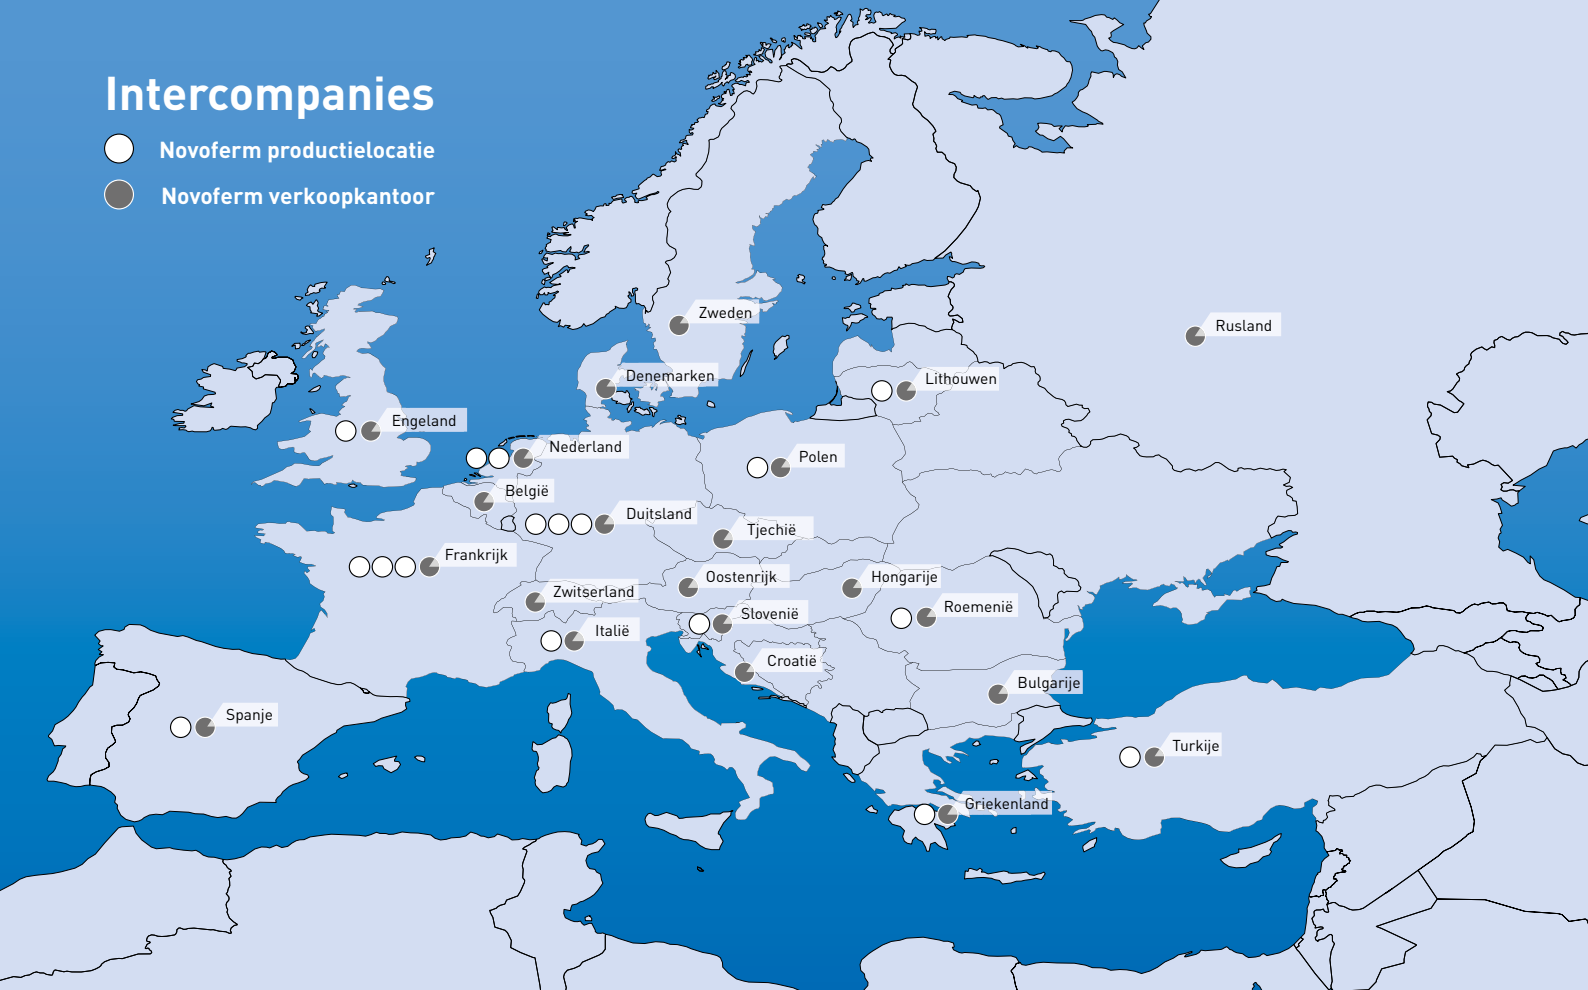 Intercompanies
Novoferm productielocatie
Novoferm verkoopkantoor
Zweden
Rusland
Denemarken
Lithouwen
Engeland
Nederland
Polen
België
Duitsland
Tjechië
Frankrijk
Oostenrijk
Hongarije
Zwitserland
Roemenië
Slovenië
Italië
Croatië
Bulgarije
Spanje
Turkije
Griekenland